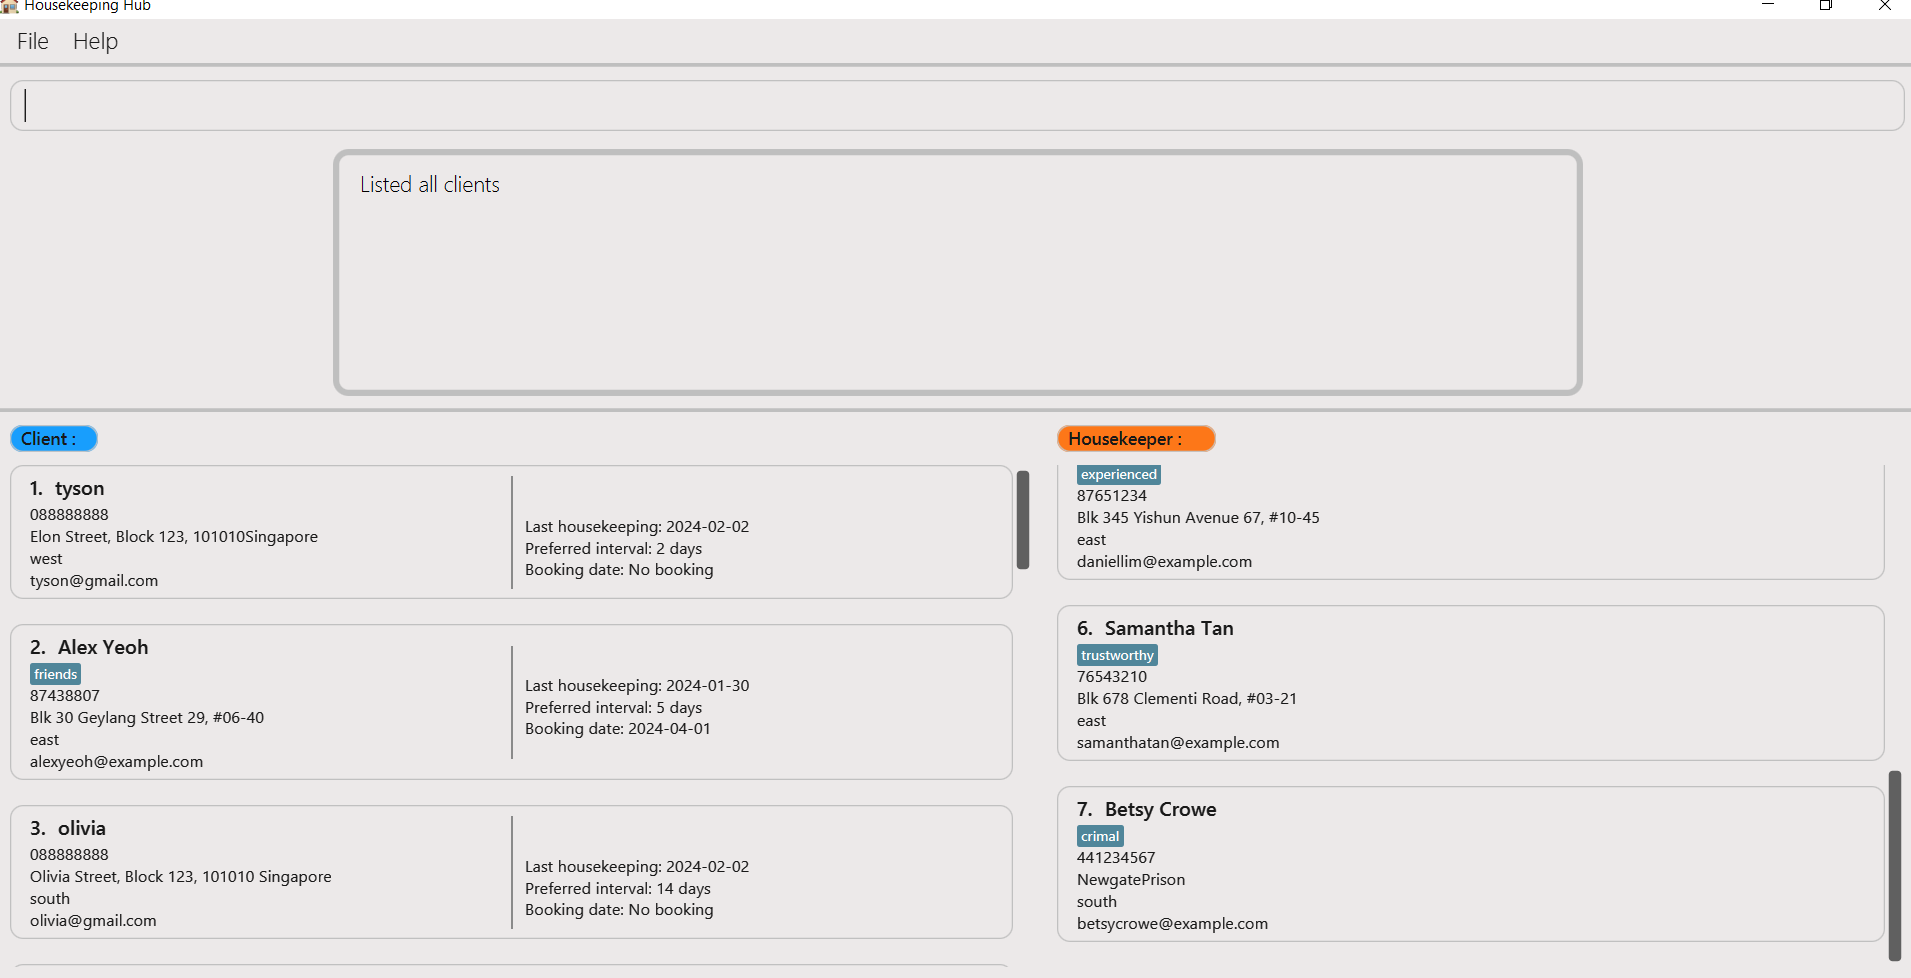 Housekeeping Hub
File Help
Listed all clients
Client :
1. tyson
088888888
Elon Street, Block 123, 101010Singapore
west
tyson@gmail.com
Last housekeeping: 2024-02-02
Preferred interval: 2 days
Booking date: No booking
2. Alex Yeoh
friends
87438807
Blk 30 Geylang Street 29, #06-40
east
alexyeoh@example.com
Last housekeeping: 2024-01-30
Preferred interval: 5 days
Booking date: 2024-04-01
3. olivia
088888888
Olivia Street, Block 123, 101010 Singapore
south
olivia@gmail.com
Last housekeeping: 2024-02-02
Preferred interval: 14 days
Booking date: No booking
Housekeeper :
experienced
87651234
Blk 345 Yishun Avenue 67, #10-45
east
daniellim@example.com
6. Samantha Tan
trustworthy
76543210
Blk 678 Clementi Road, #03-21
east
samanthatan@example.com
7. Betsy Crowe
crimal
441234567
NewgatePrison
south
betsycrowe@example.com